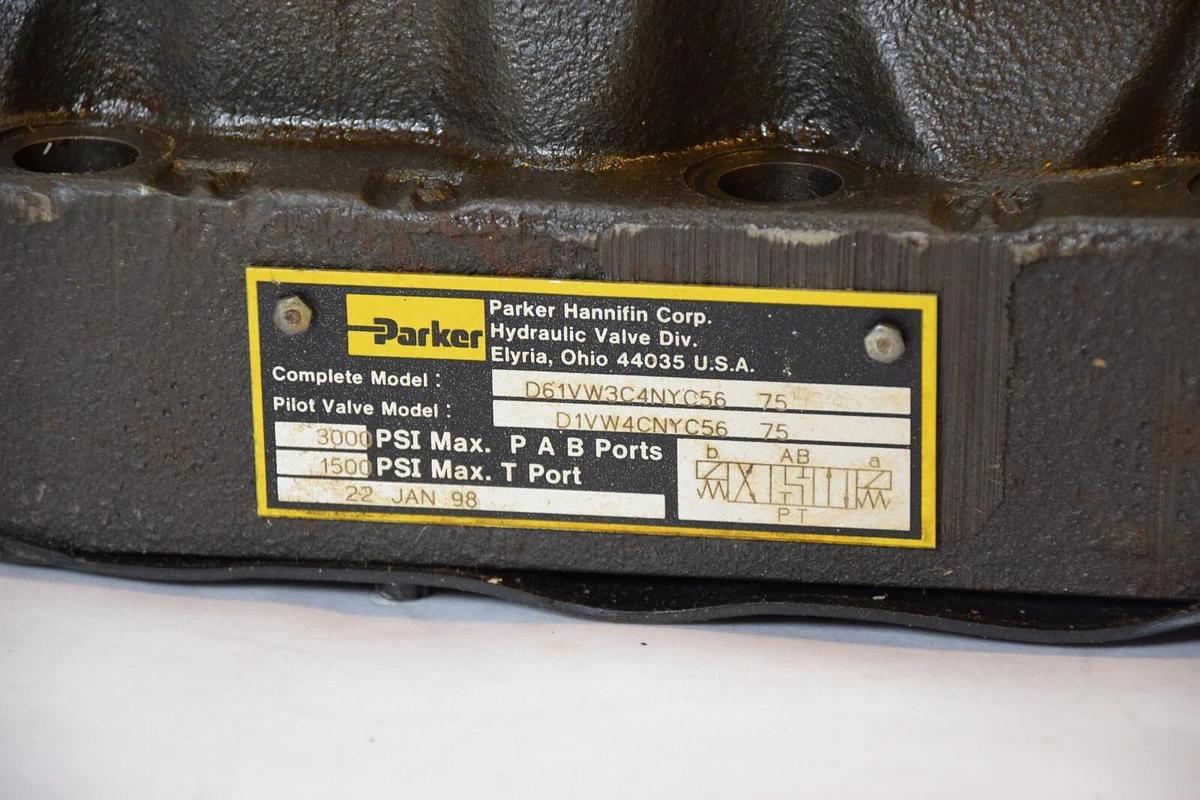 Parker
Parker Hannifin Corp.
Hydraulic Valve Div.
Elyria, Ohio 44035 U.S.A.
Complete Model : D61VW3C4NYC56 75
Pilot Valve Model : D1VW4CNYC56 75
3000 PSI Max. P A B Ports
1500 PSI Max. T Port
22 JAN 98
b AB a
T
P T